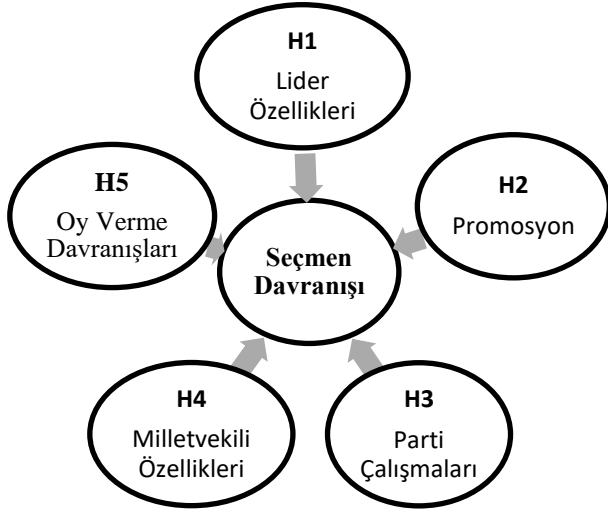 H1
Lider
Özellikleri
H2
Promosyon
H5
Oy Verme
Davranışları
Seçmen
Davranışı
H4
Milletvekili
Özellikleri
H3
Parti
Çalışmaları